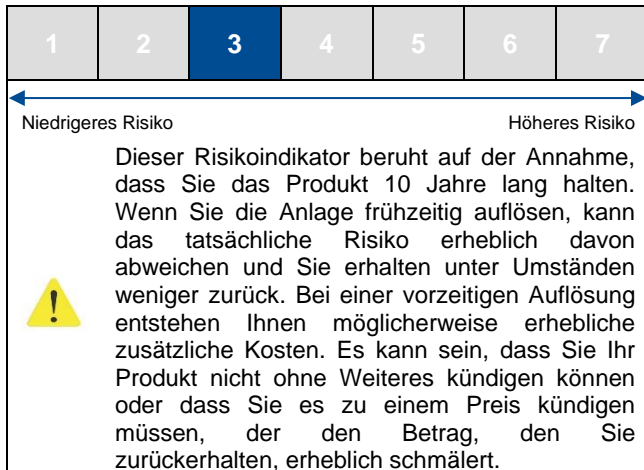 1 2 3 4 5 6 7
Niedrigeres Risiko Höheres Risiko
Dieser Risikoindikator beruht auf der Annahme,
dass Sie das Produkt 10 Jahre lang halten.
Wenn Sie die Anlage frühzeitig auflösen, kann
das tatsächliche Risiko erheblich davon
abweichen und Sie erhalten unter Umständen
weniger zurück. Bei einer vorzeitigen Auflösung
entstehen Ihnen möglicherweise erhebliche
zusätzliche Kosten. Es kann sein, dass Sie Ihr
Produkt nicht ohne Weiteres kündigen können
oder dass Sie es zu einem Preis kündigen
müssen, der den Betrag, den Sie
zurückerhalten, erheblich schmälert.